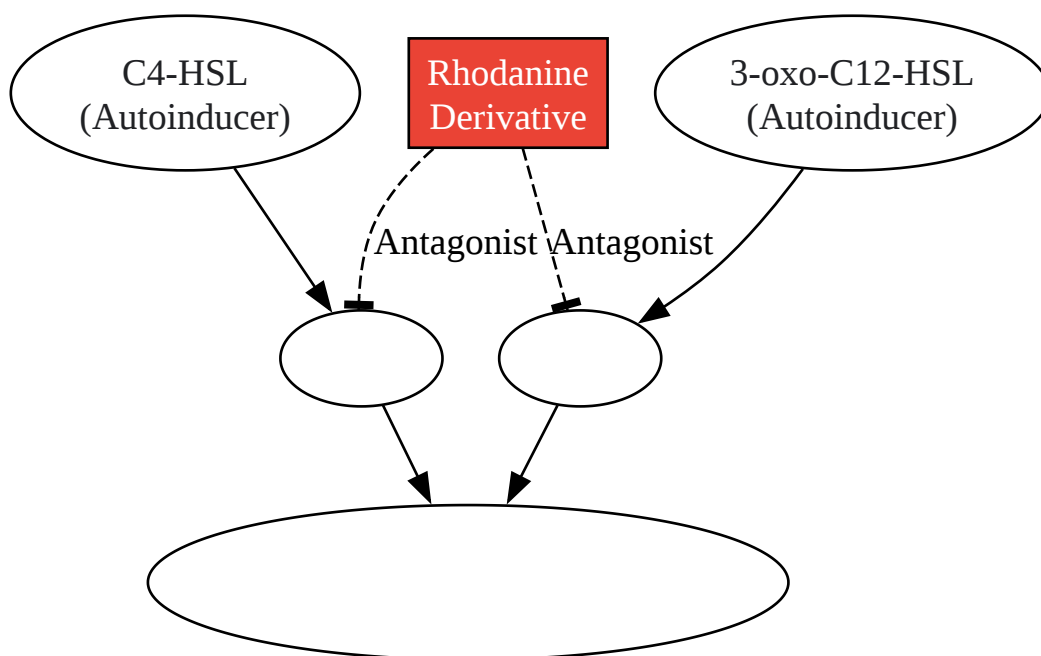 C4-HSL
(Autoinducer)
Rhodanine
Derivative
3-oxo-C12-HSL
(Autoinducer)
Antagonist
Antagonist